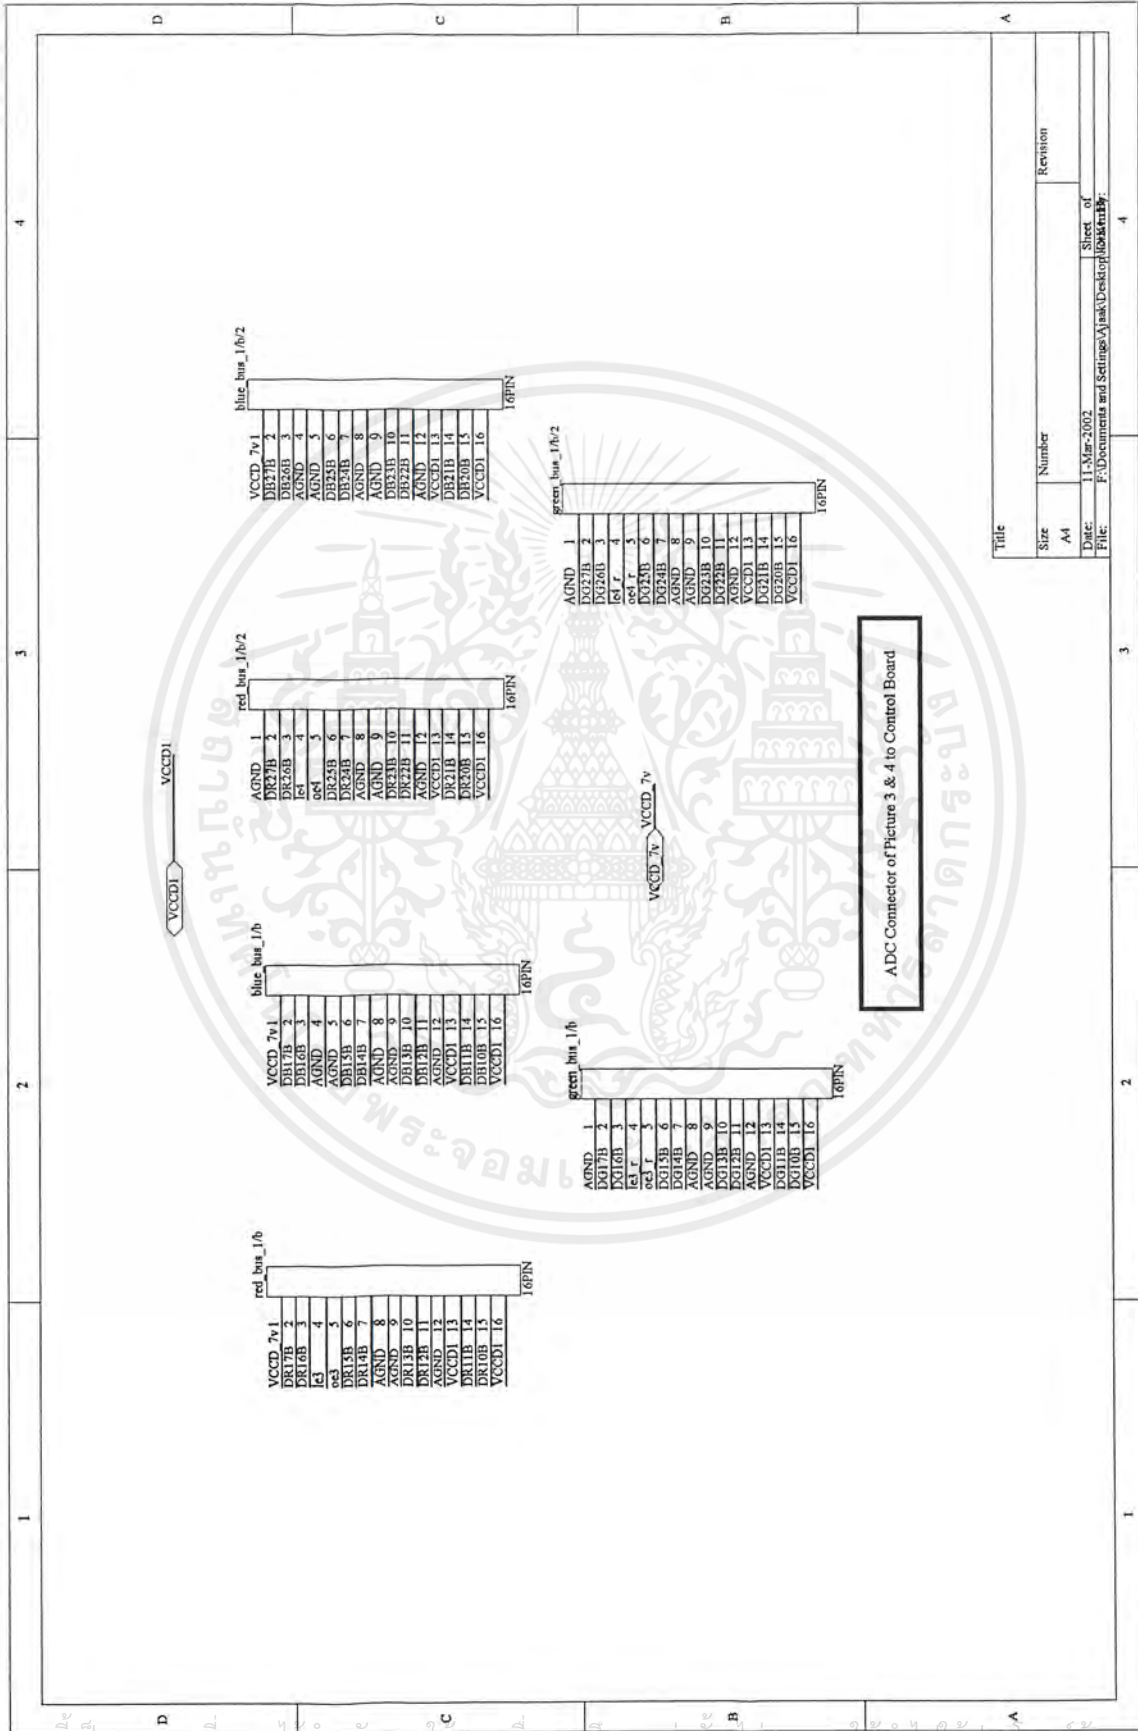 1
2
3
4
D
D
VCCD1 VCCD1
C
C
red_bus_1/b
VCCD_7v 1
DR17B 2
DR16B 3
le3 4
oe3 5
DR15B 6
DR14B 7
AGND 8
AGND 9
DR13B 10
DR12B 11
AGND 12
VCCD1 13
DR11B 14
DR10B 15
VCCD1 16
16PIN
blue_bus_1/b
VCCD_7v 1
DB17B 2
DB16B 3
AGND 4
AGND 5
DB15B 6
DB14B 7
AGND 8
AGND 9
DB13B 10
DB12B 11
AGND 12
VCCD1 13
DB11B 14
DB10B 15
VCCD1 16
16PIN
red_bus_1/b/2
AGND 1
DR27B 2
DR26B 3
le4 4
oe4 5
DR25B 6
DR24B 7
AGND 8
AGND 9
DR23B 10
DR22B 11
AGND 12
VCCD1 13
DR21B 14
DR20B 15
VCCD1 16
16PIN
blue_bus_1/b/2
VCCD_7v 1
DB27B 2
DB26B 3
AGND 4
AGND 5
DB25B 6
DB24B 7
AGND 8
AGND 9
DB23B 10
DB22B 11
AGND 12
VCCD1 13
DB21B 14
DB20B 15
VCCD1 16
16PIN
B
B
green_bus_1/b
AGND 1
DG17B 2
DG16B 3
le3_r 4
oe3_r 5
DG15B 6
DG14B 7
AGND 8
AGND 9
DG13B 10
DG12B 11
AGND 12
VCCD1 13
DG11B 14
DG10B 15
VCCD1 16
16PIN
VCCD_7v VCCD_7v
green_bus_1/b/2
AGND 1
DG27B 2
DG26B 3
le4_r 4
oe4_r 5
DG25B 6
DG24B 7
AGND 8
AGND 9
DG23B 10
DG22B 11
AGND 12
VCCD1 13
DG21B 14
DG20B 15
VCCD1 16
16PIN
ADC Connector of Picture 3 & 4 to Control Board
A
A
Title
Size Number Revision
A4
Date: 11-Mar-2002 Sheet of
File: F:\Documents and Settings\Ajaak\Desktop\
1
2
3
4